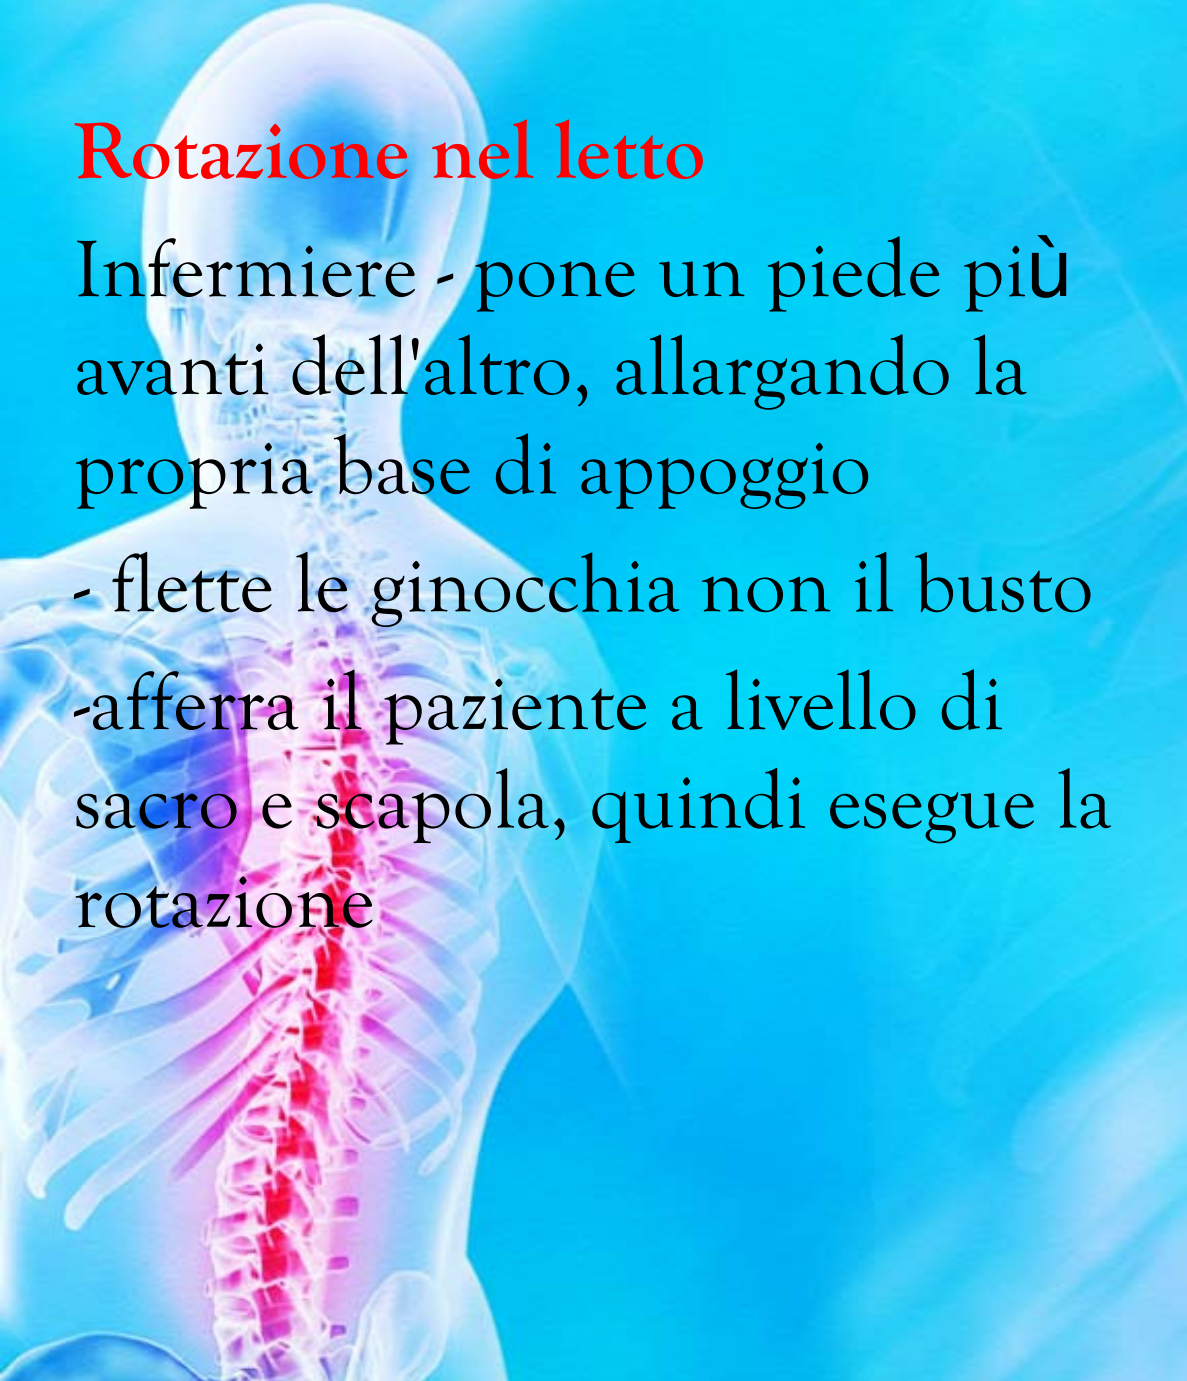 Rotazione nel letto
Infermiere - pone un piede più
avanti dell'altro, allargando la
propria base di appoggio
- flette le ginocchia non il busto
-afferra il paziente a livello di
sacro e scapola, quindi esegue la
rotazione